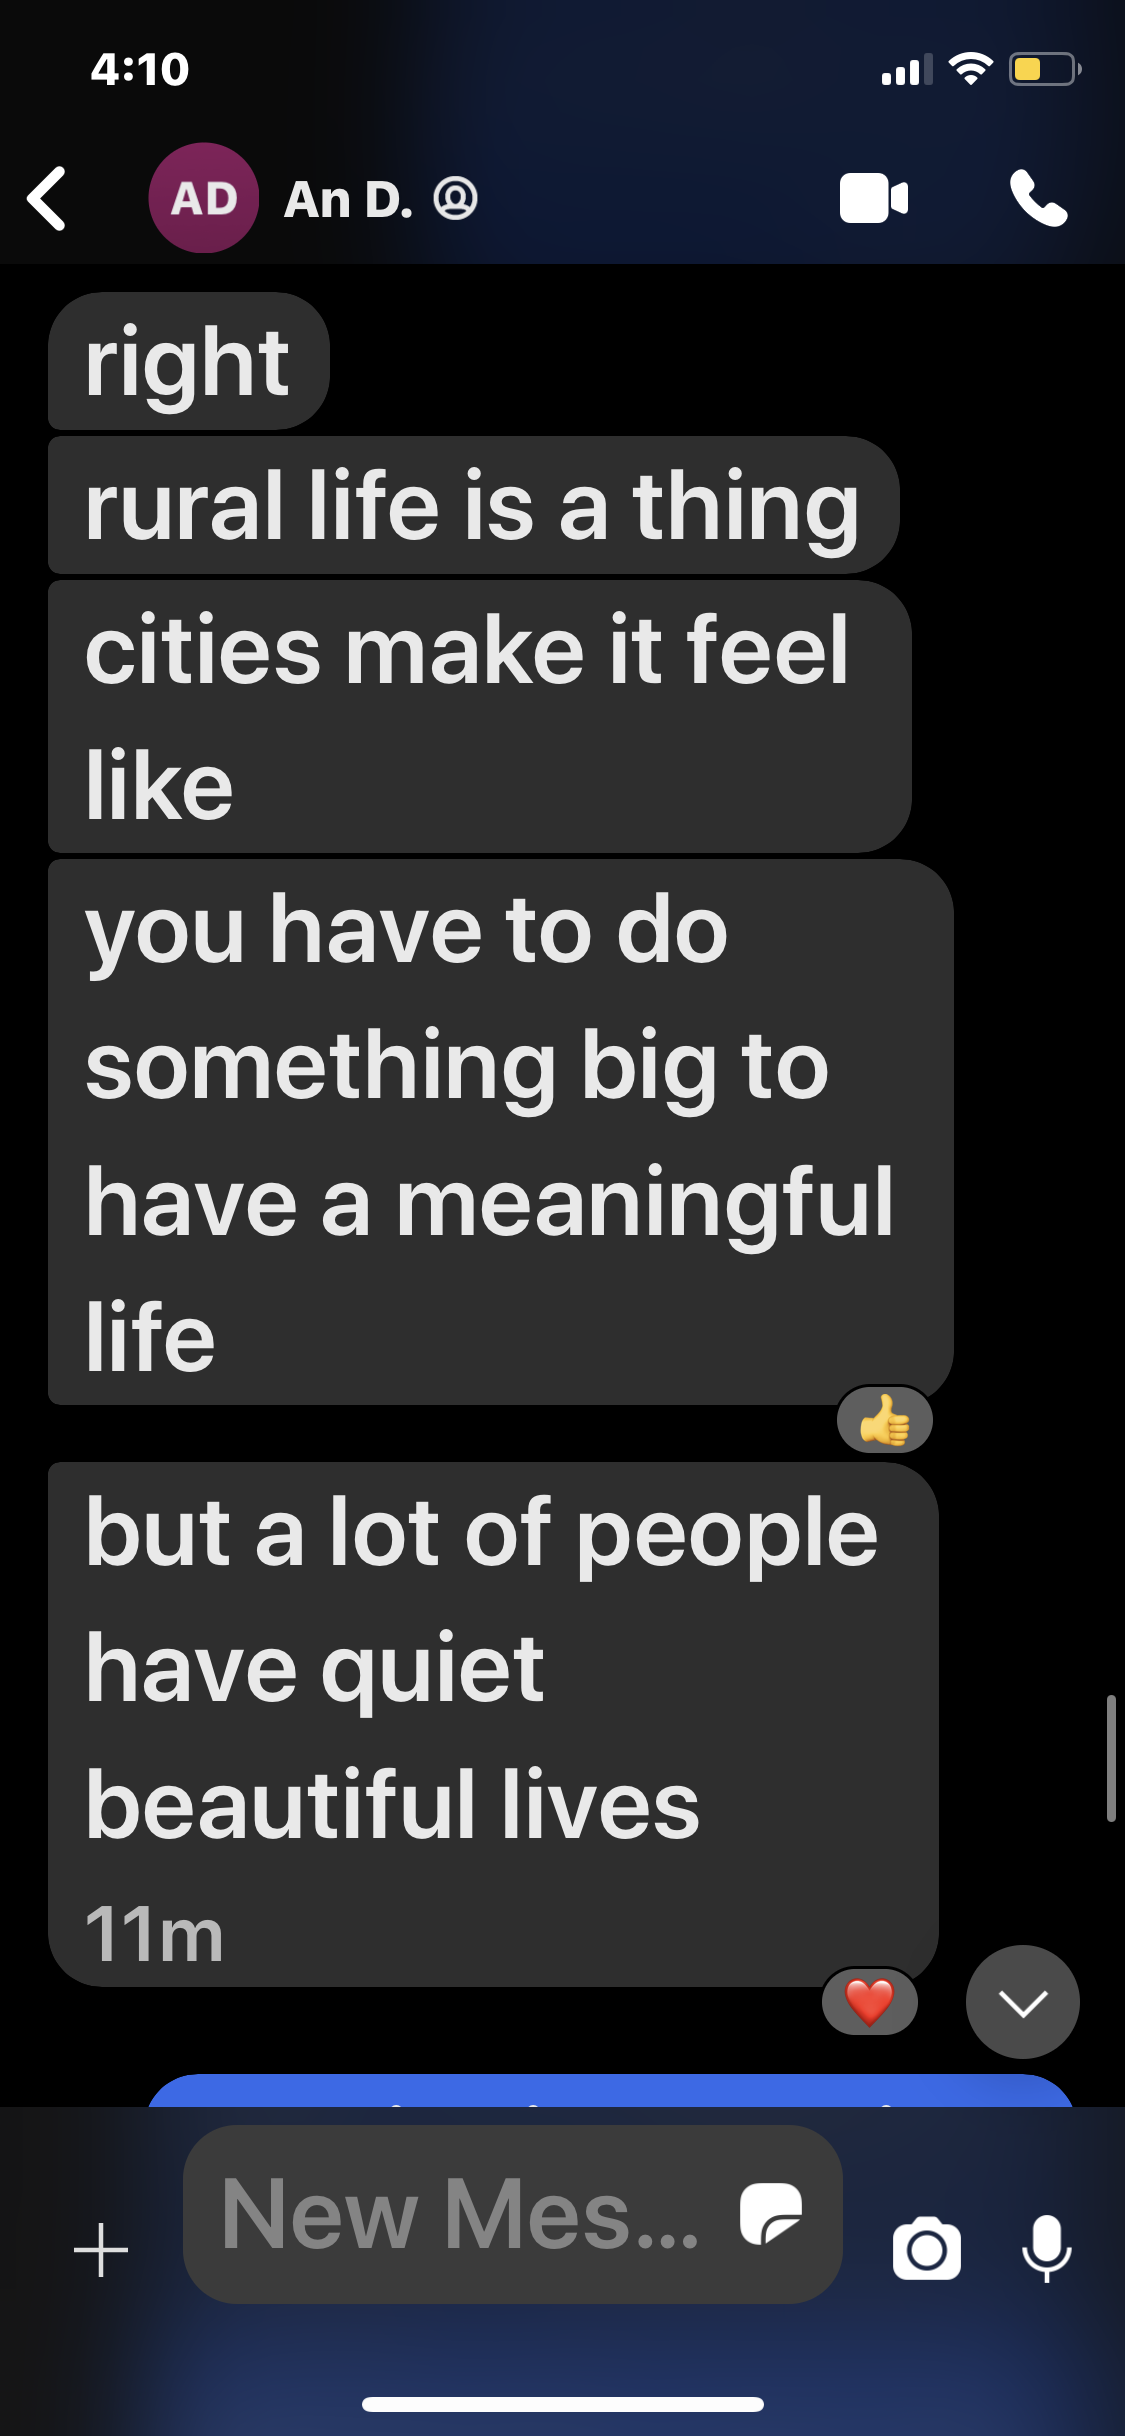 4:10
AD An D.
right
rural life is a thing
cities make it feel
like
you have to do
something big to
have a meaningful
life
👍
but a lot of people
have quiet
beautiful lives
11m
❤️
New Mes...